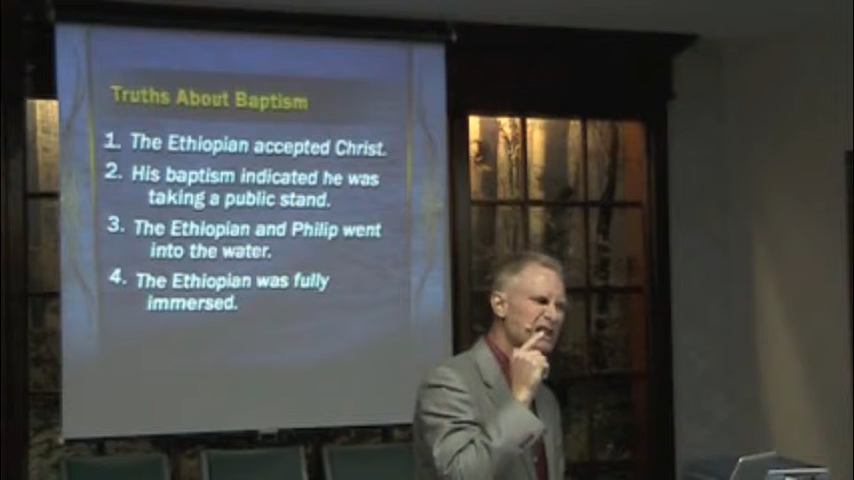 Truths About Baptism
1. The Ethiopian accepted Christ.
2. His baptism indicated he was
taking a public stand.
3. The Ethiopian and Philip went
into the water.
4. The Ethiopian was fully
immersed.